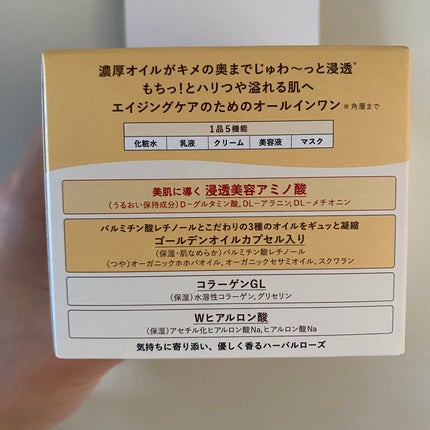 濃厚オイルがキメの奥までじゅわ〜っと浸透*
もちっ!とハリつや溢れる肌へ
エイジングケアのためのオールインワン ※角層まで
1品5機能
化粧水 乳液 クリーム 美容液 マスク
美肌に導く 浸透美容アミノ酸
(うるおい保持成分)D-グルタミン酸, DL-アラニン, DL-メチオニン
パルミチン酸レチノールとこだわりの3種のオイルをギュッと凝縮
ゴールデンオイルカプセル入り
(保湿・肌なめらか)パルミチン酸レチノール
(つや)オーガニックホホバオイル, オーガニックセサミオイル, スクワラン
コラーゲンGL
(保湿)水溶性コラーゲン, グリセリン
Wヒアルロン酸
(保湿)アセチル化ヒアルロン酸Na, ヒアルロン酸Na
気持ちに寄り添い、優しく香るハーバルローズ